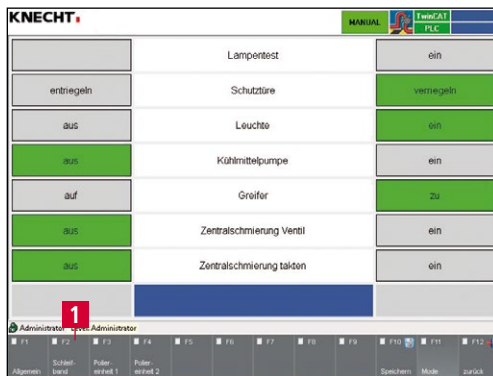 KNECHT
MANUAL
TwinCAT
PLC
Lampentest ein
entriegeln Schutztüre verriegeln
aus Leuchte ein
aus Kühlmittelpumpe ein
auf Greifer zu
aus Zentralschmierung Ventil ein
aus Zentralschmierung takten ein
1
Administrator Level: Administrator
F1 F2 F3 F4 F5 F6 F7 F8 F9 F10 F11 F12
Allgemein Schleif-band Polier-einheit 1 Polier-einheit 2 Speichern Mode zurück